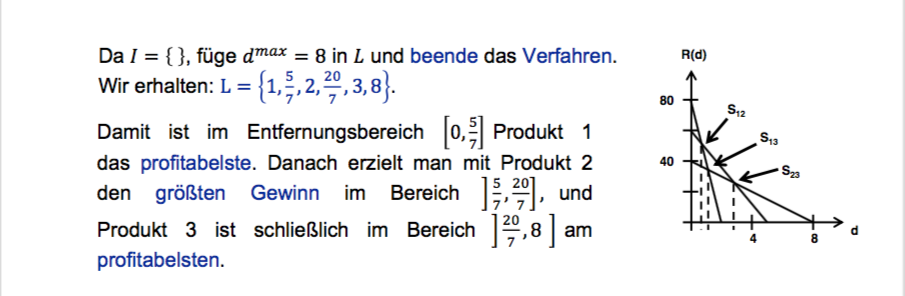 Da I = { }, füge dᵐᵃˣ = 8 in L und beende das Verfahren.
Wir erhalten: L = {1, 5/7, 2, 20/7, 3, 8}.
Damit ist im Entfernungsbereich [0, 5/7] Produkt 1
das profitabelste. Danach erzielt man mit Produkt 2
den größten Gewinn im Bereich ]5/7, 20/7], und
Produkt 3 ist schließlich im Bereich ]20/7, 8 ] am
profitabelsten.
R(d)
80
40
S₁₂
S₁₃
S₂₃
4
8
d